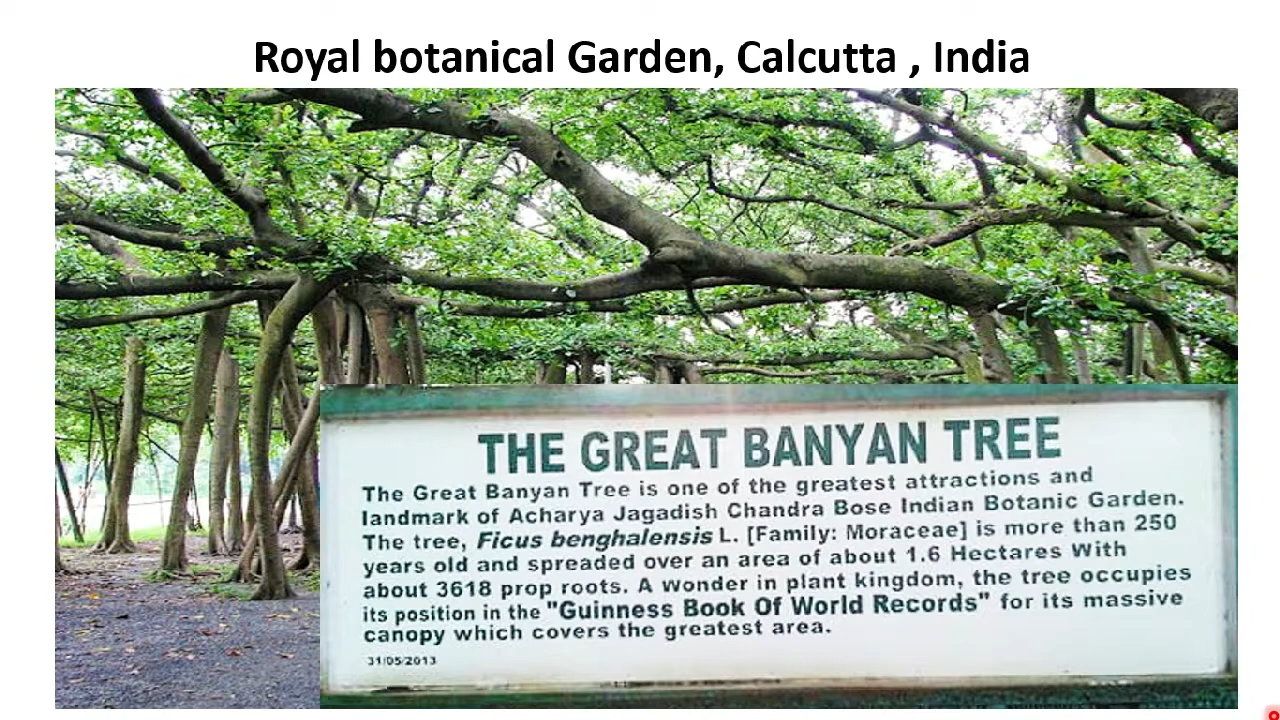 Royal botanical Garden, Calcutta , India
THE GREAT BANYAN TREE
The Great Banyan Tree is one of the greatest attractions and
landmark of Acharya Jagadish Chandra Bose Indian Botanic Garden.
The tree, Ficus benghalensis L. [Family: Moraceae] is more than 250
years old and spreaded over an area of about 1.6 Hectares With
about 3618 prop roots. A wonder in plant kingdom, the tree occupies
its position in the "Guinness Book Of World Records" for its massive
canopy which covers the greatest area.
31/05/2013